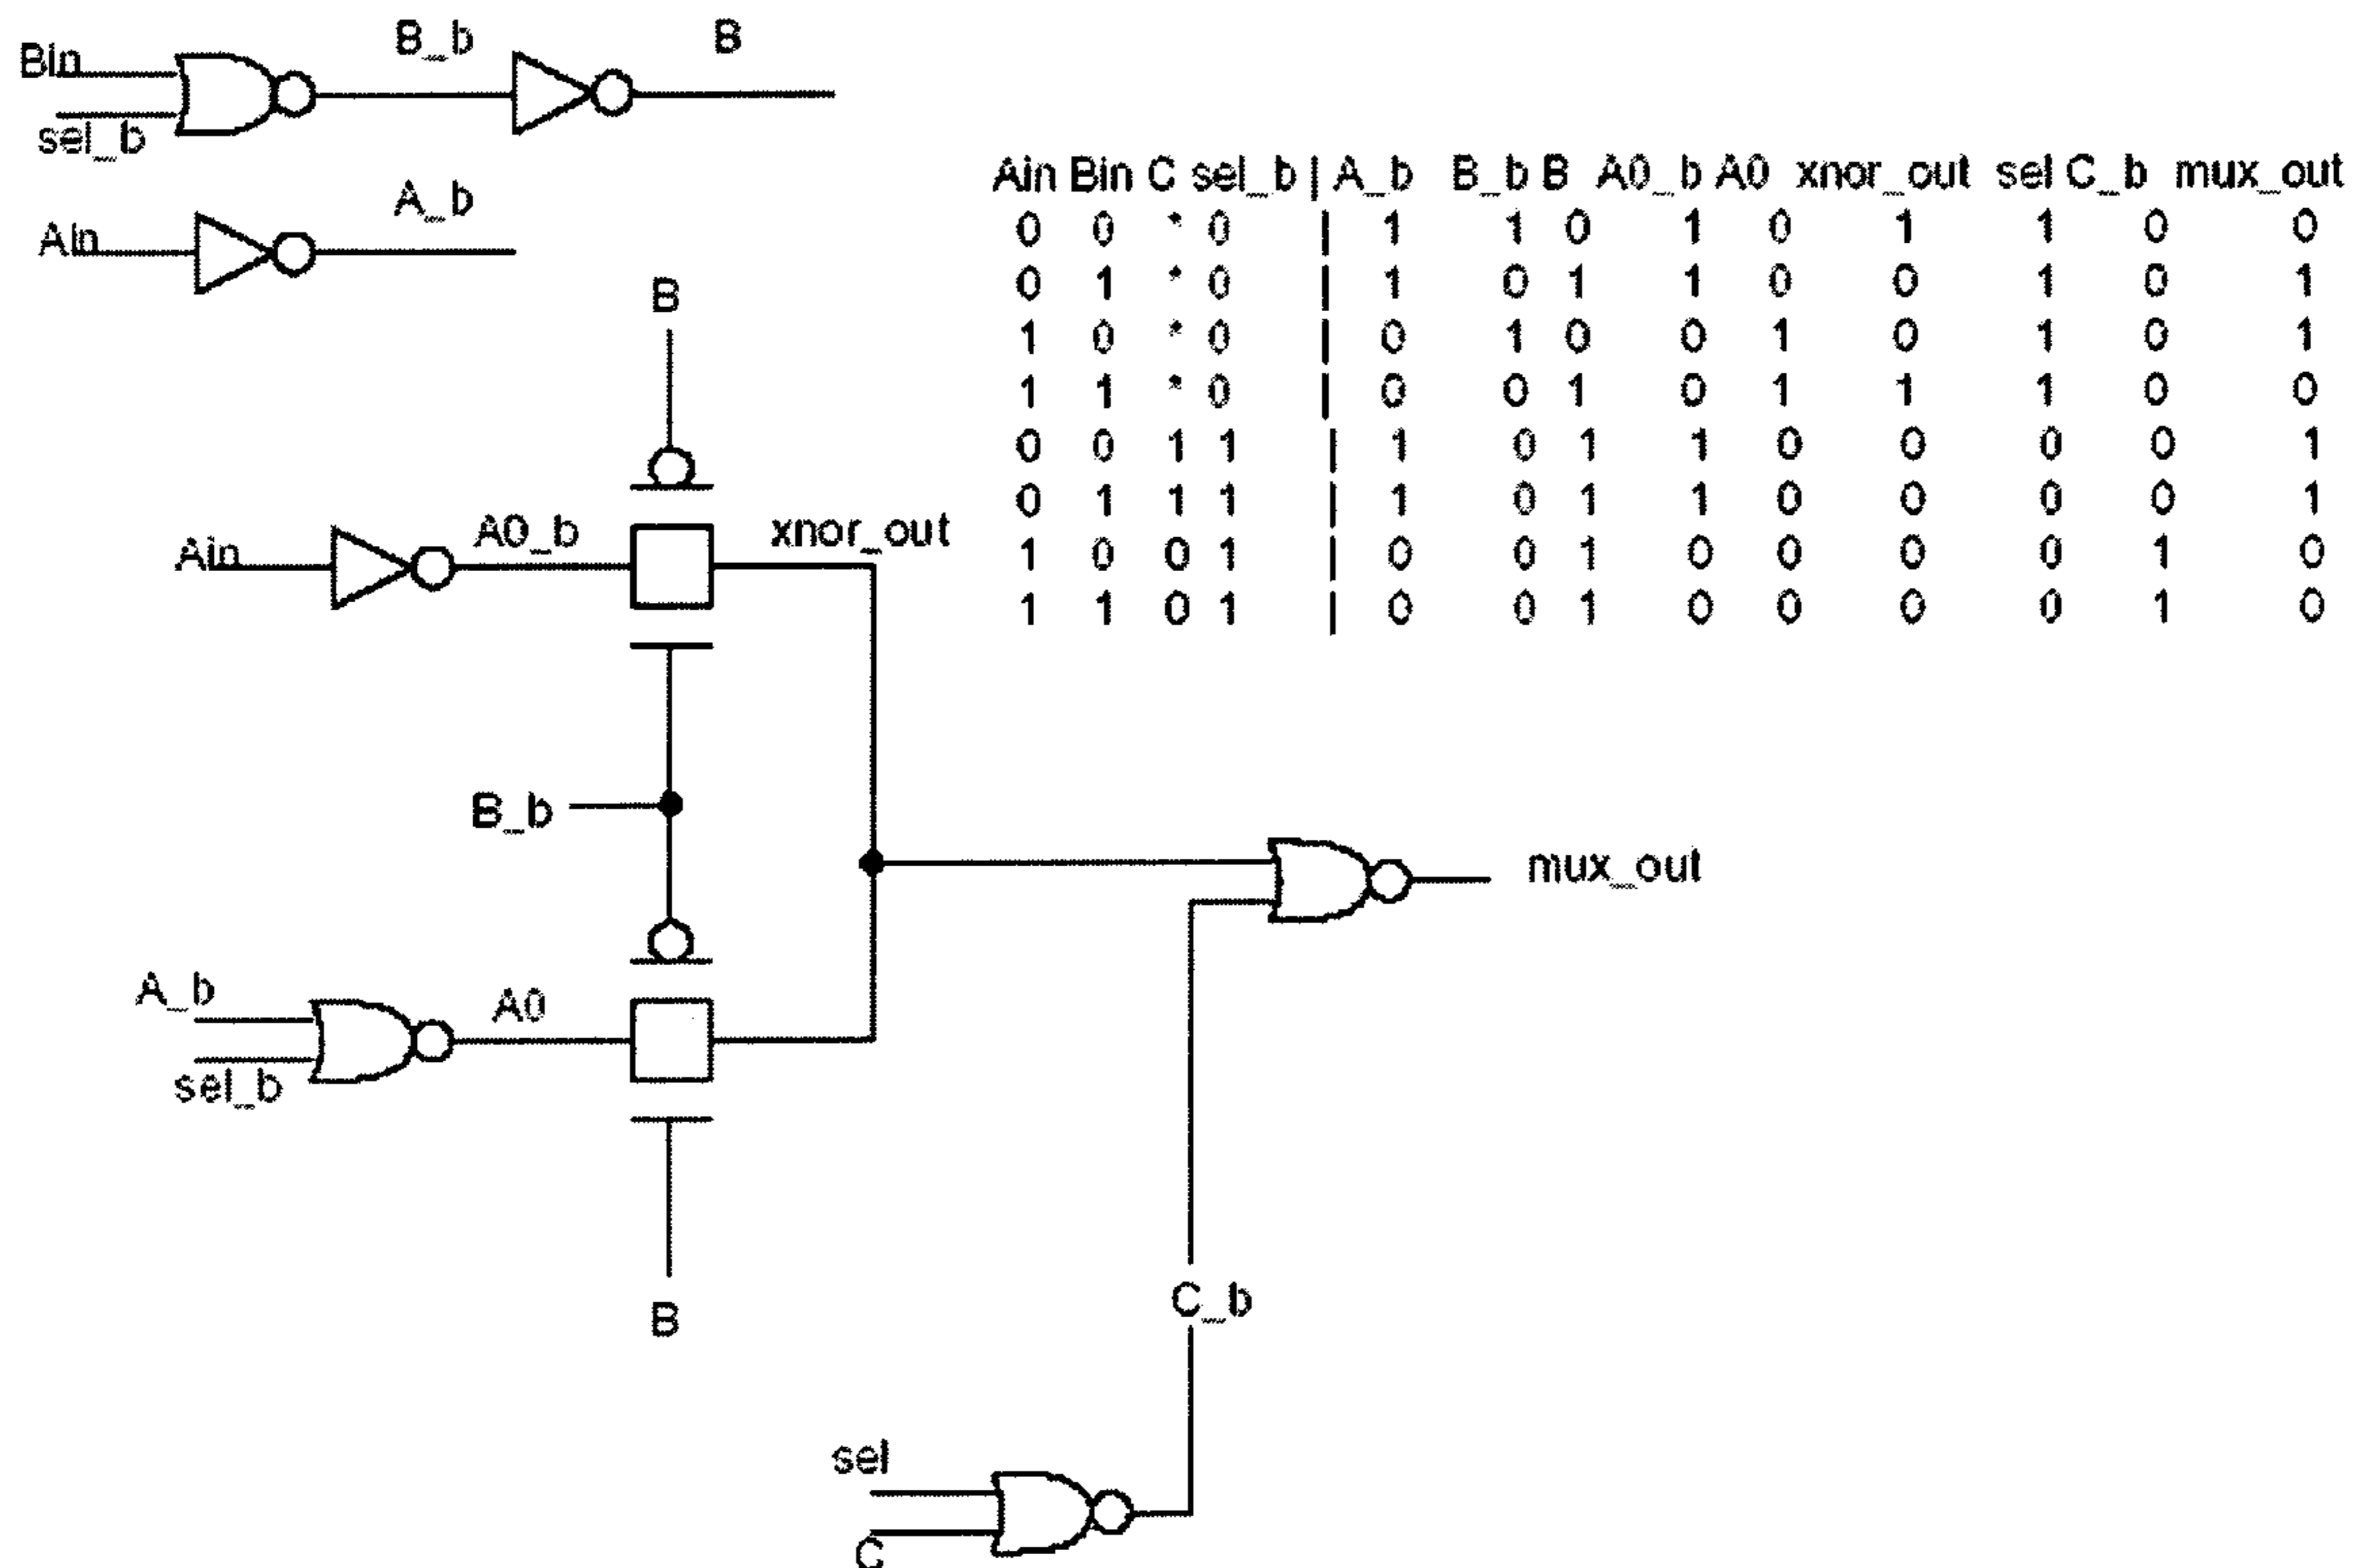 Bin B_b B
sel_b
Ain A_b
Ain Bin C sel_b | A_b B_b B A0_b A0 xnor_out sel C_b mux_out
0 0 * 0 | 1 1 0 1 0 1 1 0 0
0 1 * 0 | 1 0 1 1 0 0 1 0 1
1 0 * 0 | 0 1 0 0 1 0 1 0 1
1 1 * 0 | 0 0 1 0 1 1 1 0 0
0 0 1 1 | 1 0 1 1 0 0 0 0 1
0 1 1 1 | 1 0 1 1 0 0 0 0 1
1 0 0 1 | 0 0 1 0 0 0 0 1 0
1 1 0 1 | 0 0 1 0 0 0 0 1 0
B
Ain A0_b xnor_out
B_b
mux_out
A_b A0
sel_b
B
C_b
sel
C